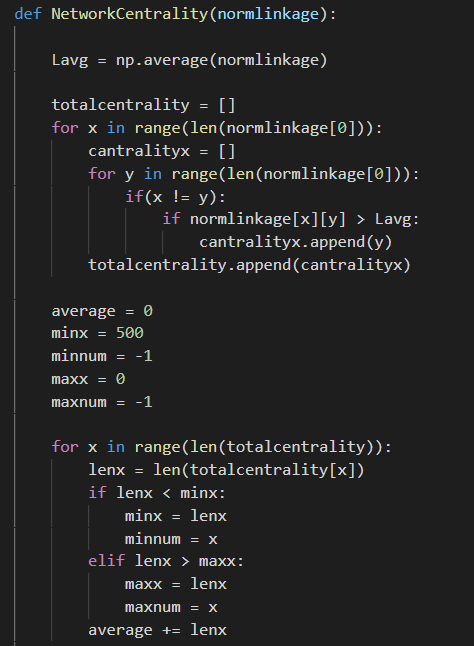 def NetworkCentrality(normlinkage):
    Lavg = np.average(normlinkage)
    totalcentrality = []
    for x in range(len(normlinkage[0])):
        cantralityx = []
        for y in range(len(normlinkage[0])):
            if(x != y):
                if normlinkage[x][y] > Lavg:
                    cantralityx.append(y)
        totalcentrality.append(cantralityx)
    average = 0
    minx = 500
    minnum = -1
    maxx = 0
    maxnum = -1
    for x in range(len(totalcentrality)):
        lenx = len(totalcentrality[x])
        if lenx < minx:
            minx = lenx
            minnum = x
        elif lenx > maxx:
            maxx = lenx
            maxnum = x
        average += lenx